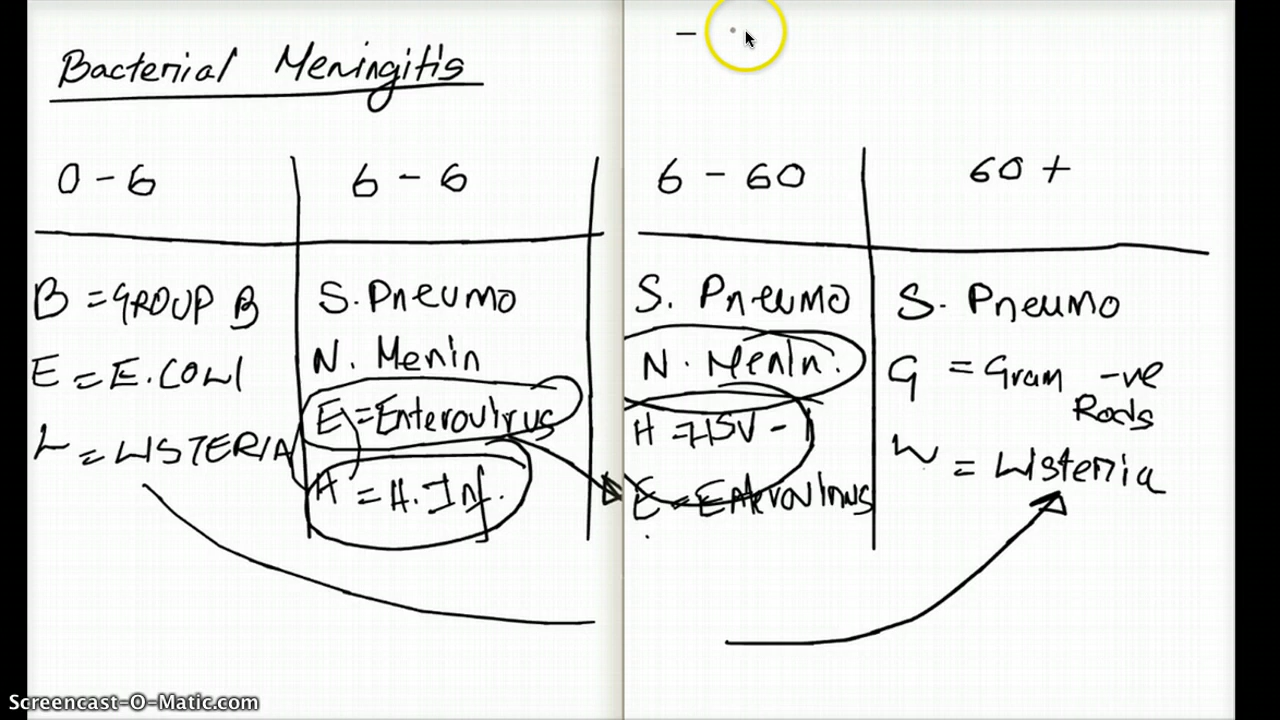 Bacterial Meningitis
0 - 6
6 - 6
6 - 60
60 +
B = GROUP B
E = E. COLI
L = LISTERIA
S. Pneumo
N. Menin
E = Enterovirus
H = H. Inf.
S. Pneumo
N. Menin.
H = HSV - 1
E = Enterovirus
S. Pneumo
G = Gram -ve
Rods
L = Listeria
Screencast-O-Matic.com